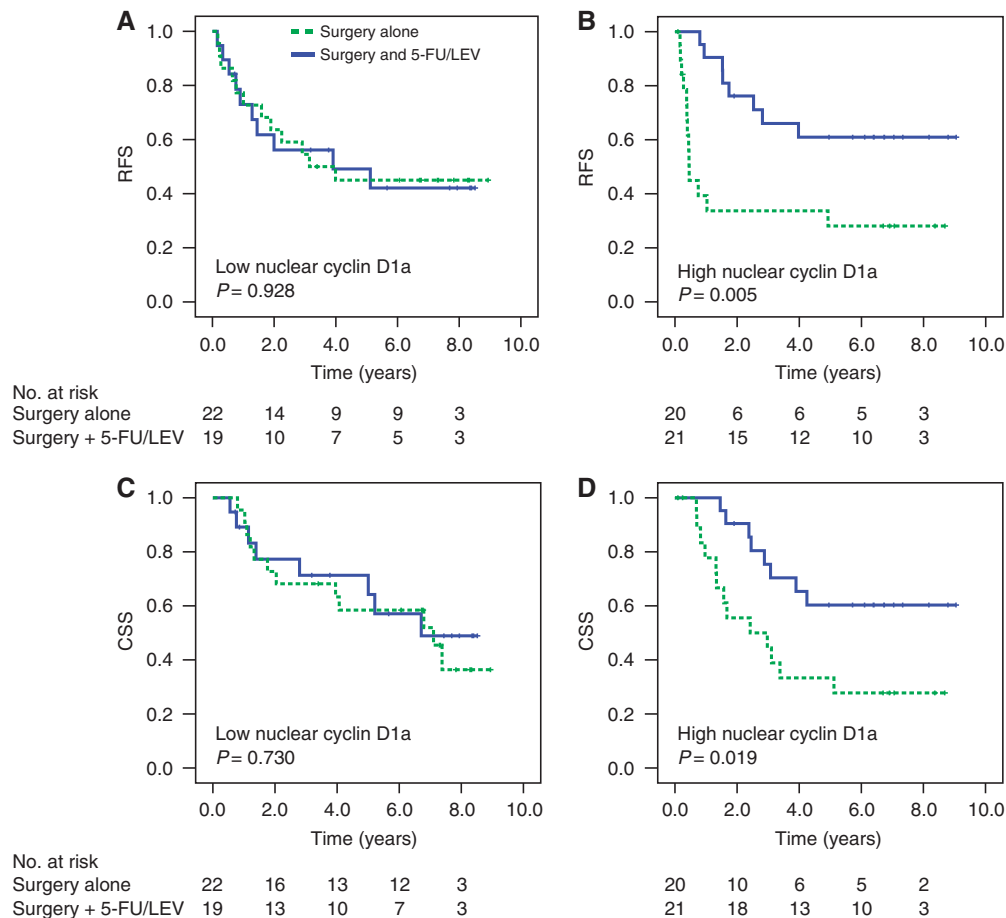 A
Surgery alone
Surgery and 5-FU/LEV
1.0
0.8
0.6
0.4
0.2
0.0
RFS
Low nuclear cyclin D1a
P = 0.928
0.0 2.0 4.0 6.0 8.0 10.0
Time (years)
B
1.0
0.8
0.6
0.4
0.2
0.0
RFS
High nuclear cyclin D1a
P = 0.005
0.0 2.0 4.0 6.0 8.0 10.0
Time (years)
No. at risk
Surgery alone 22 14 9 9 3 20 6 6 5 3
Surgery + 5-FU/LEV 19 10 7 5 3 21 15 12 10 3
C
1.0
0.8
0.6
0.4
0.2
0.0
CSS
Low nuclear cyclin D1a
P = 0.730
0.0 2.0 4.0 6.0 8.0 10.0
Time (years)
D
1.0
0.8
0.6
0.4
0.2
0.0
CSS
High nuclear cyclin D1a
P = 0.019
0.0 2.0 4.0 6.0 8.0 10.0
Time (years)
No. at risk
Surgery alone 22 16 13 12 3 20 10 6 5 2
Surgery + 5-FU/LEV 19 13 10 7 3 21 18 13 10 3